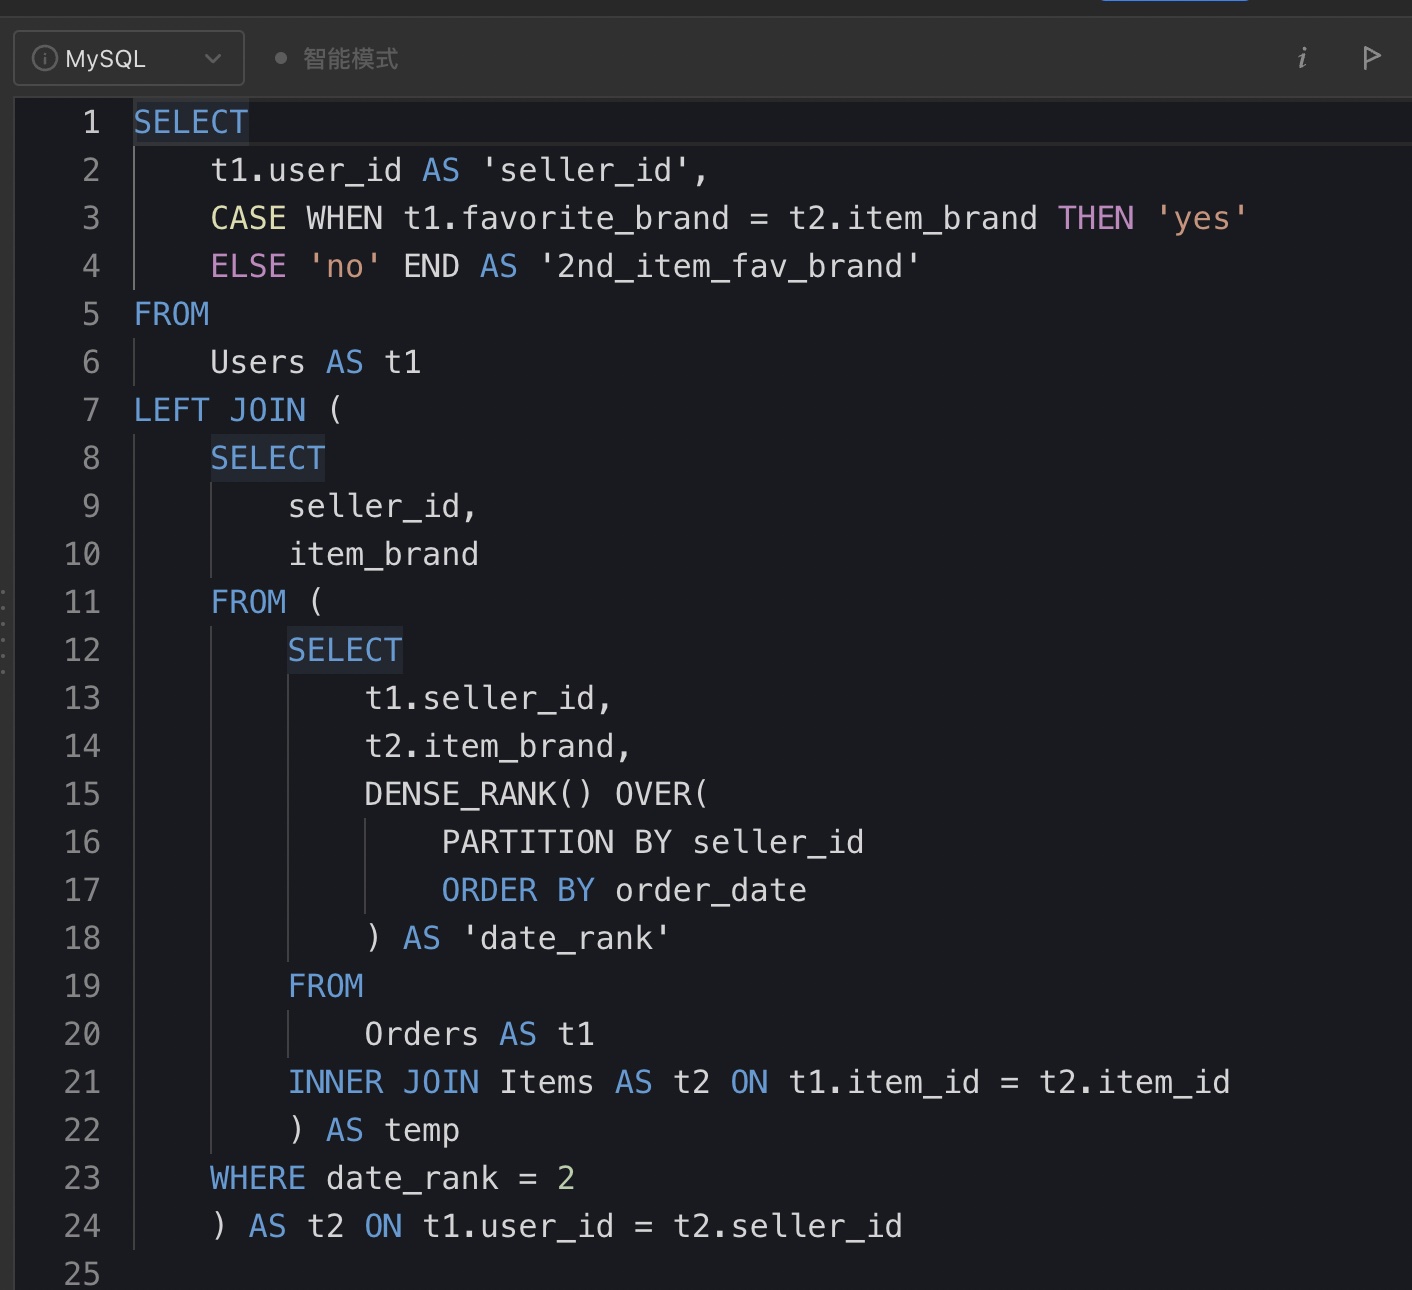 MySQL 智能模式
1 SELECT
2 t1.user_id AS 'seller_id',
3 CASE WHEN t1.favorite_brand = t2.item_brand THEN 'yes'
4 ELSE 'no' END AS '2nd_item_fav_brand'
5 FROM
6 Users AS t1
7 LEFT JOIN (
8 SELECT
9 seller_id,
10 item_brand
11 FROM (
12 SELECT
13 t1.seller_id,
14 t2.item_brand,
15 DENSE_RANK() OVER(
16 PARTITION BY seller_id
17 ORDER BY order_date
18 ) AS 'date_rank'
19 FROM
20 Orders AS t1
21 INNER JOIN Items AS t2 ON t1.item_id = t2.item_id
22 ) AS temp
23 WHERE date_rank = 2
24 ) AS t2 ON t1.user_id = t2.seller_id
25